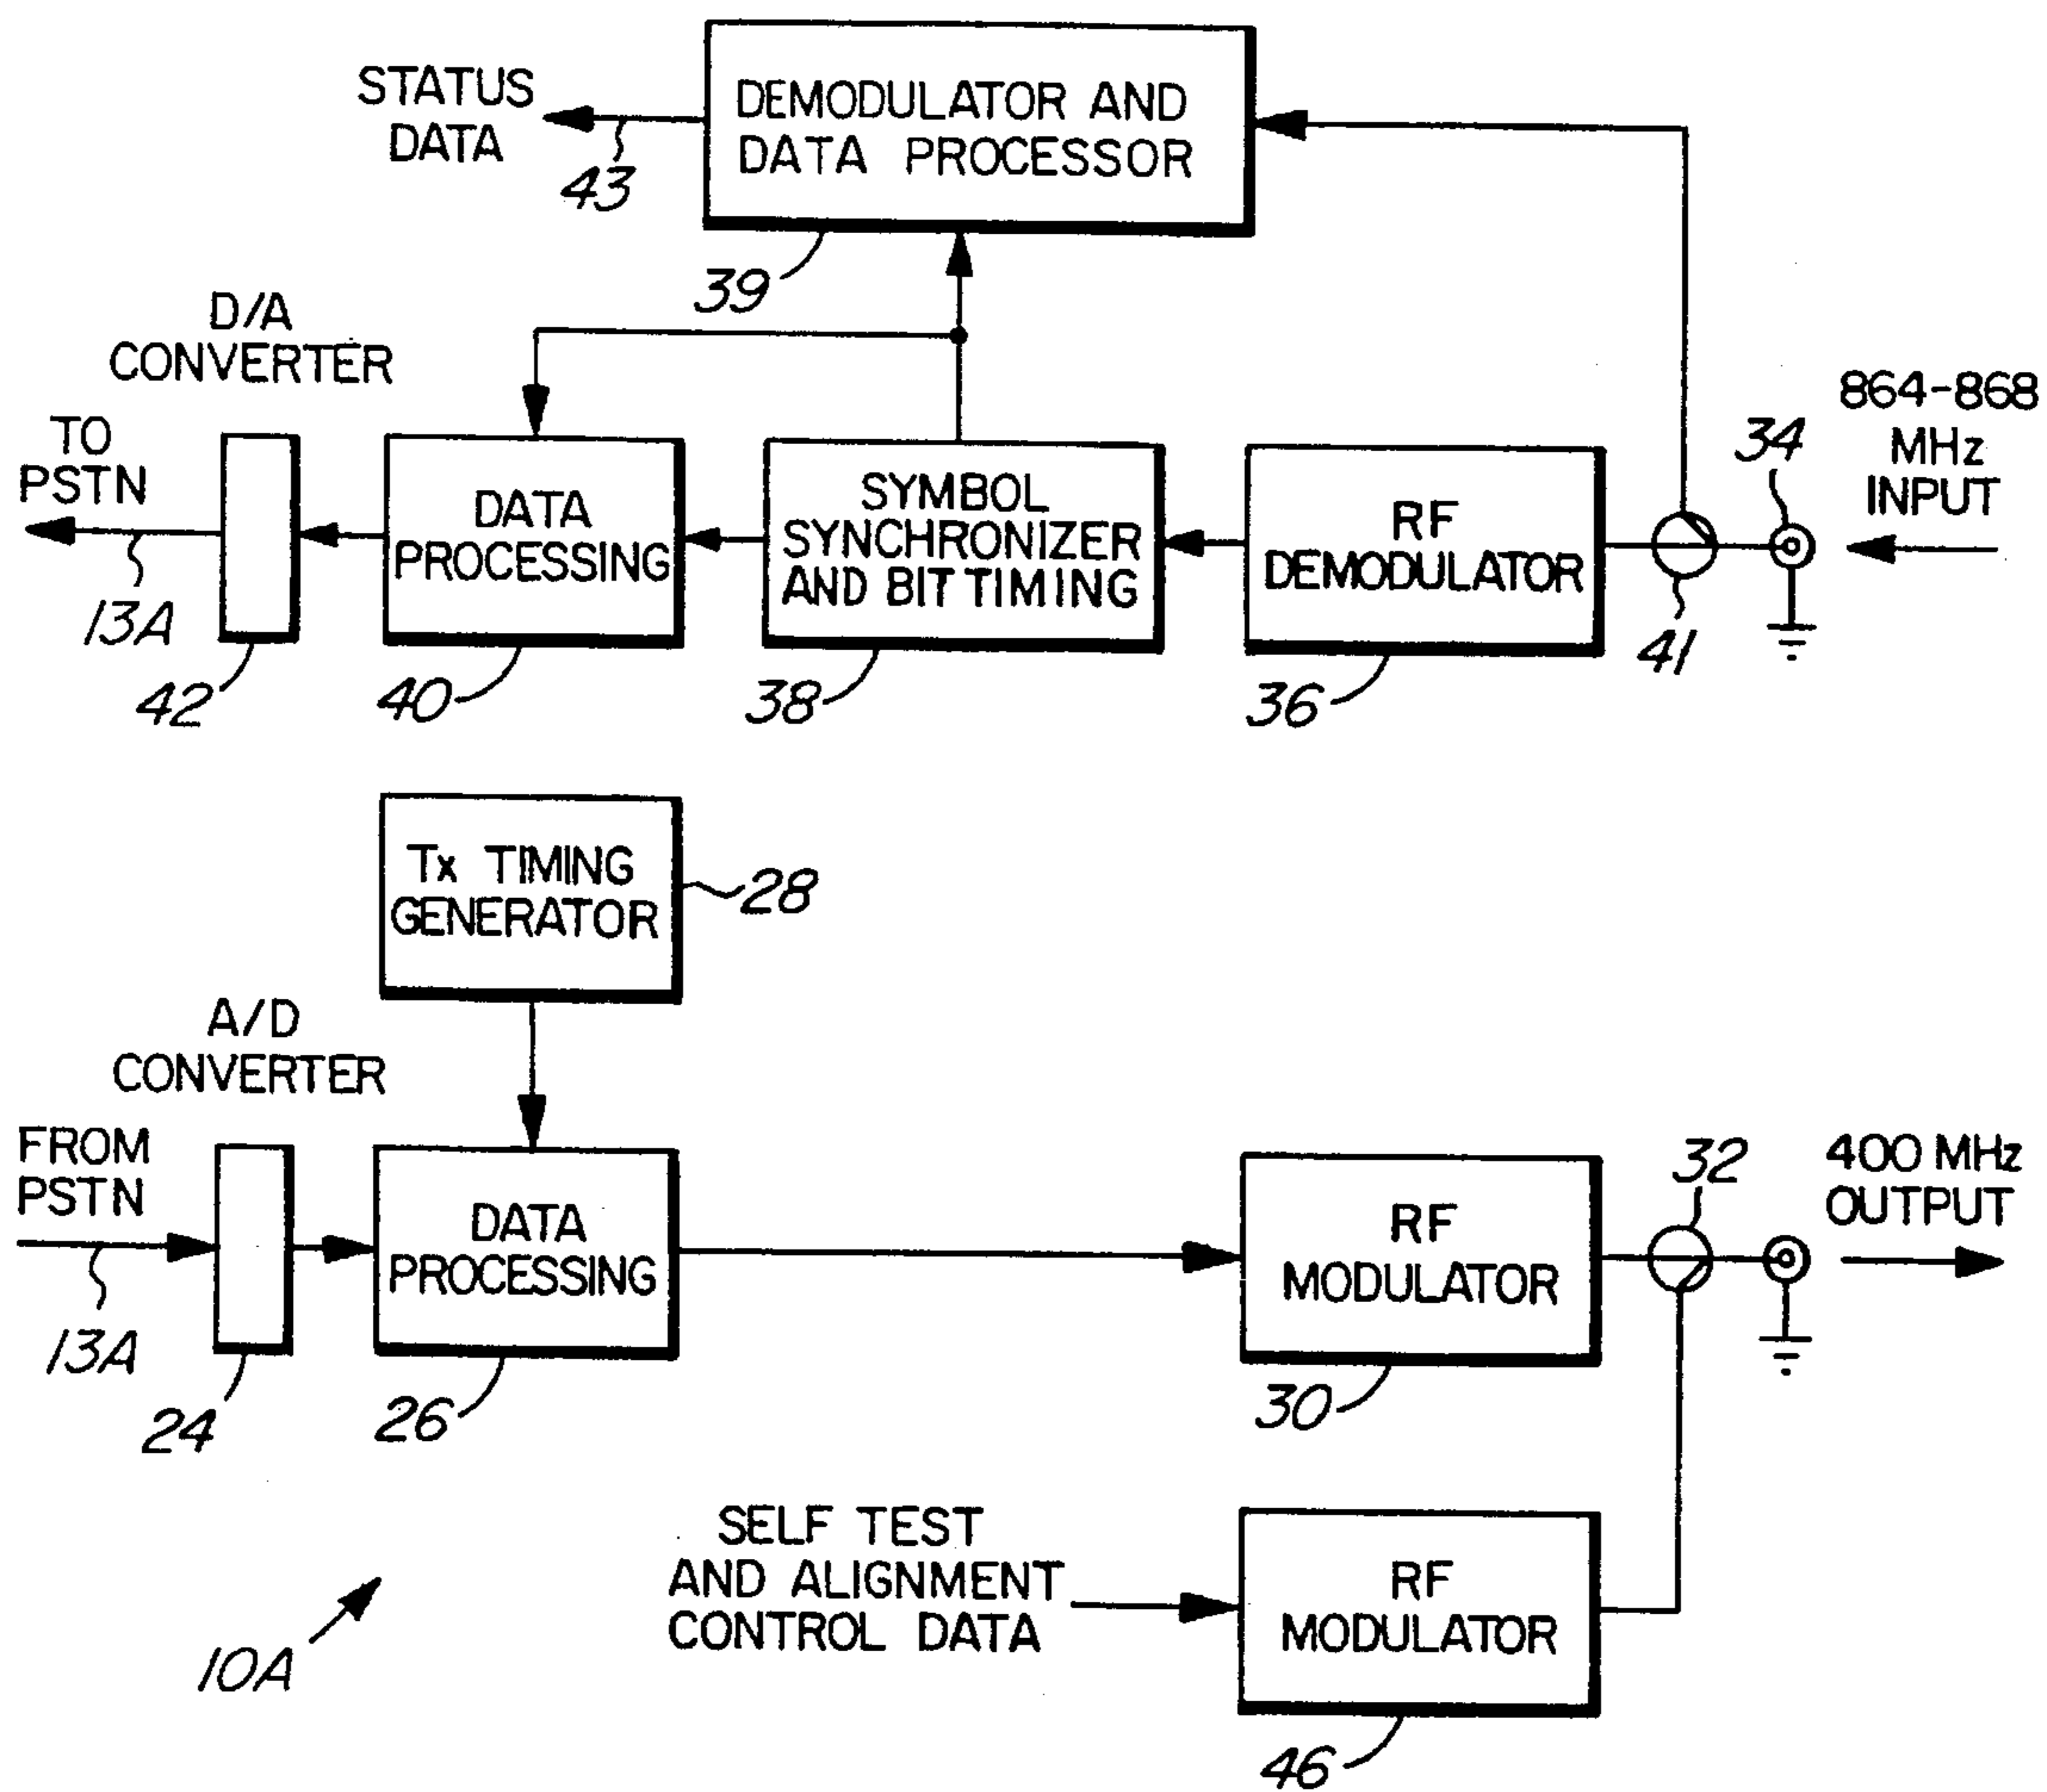 STATUS
DATA
43
DEMODULATOR AND
DATA PROCESSOR
39
D/A
CONVERTER
TO
PSTN
13A
42
DATA
PROCESSING
40
SYMBOL
SYNCHRONIZER
AND BIT TIMING
38
RF
DEMODULATOR
36
41
34
864-868
MHz
INPUT
Tx TIMING
GENERATOR
28
A/D
CONVERTER
FROM
PSTN
13A
24
DATA
PROCESSING
26
RF
MODULATOR
30
32
400 MHz
OUTPUT
SELF TEST
AND ALIGNMENT
CONTROL DATA
RF
MODULATOR
46
10A